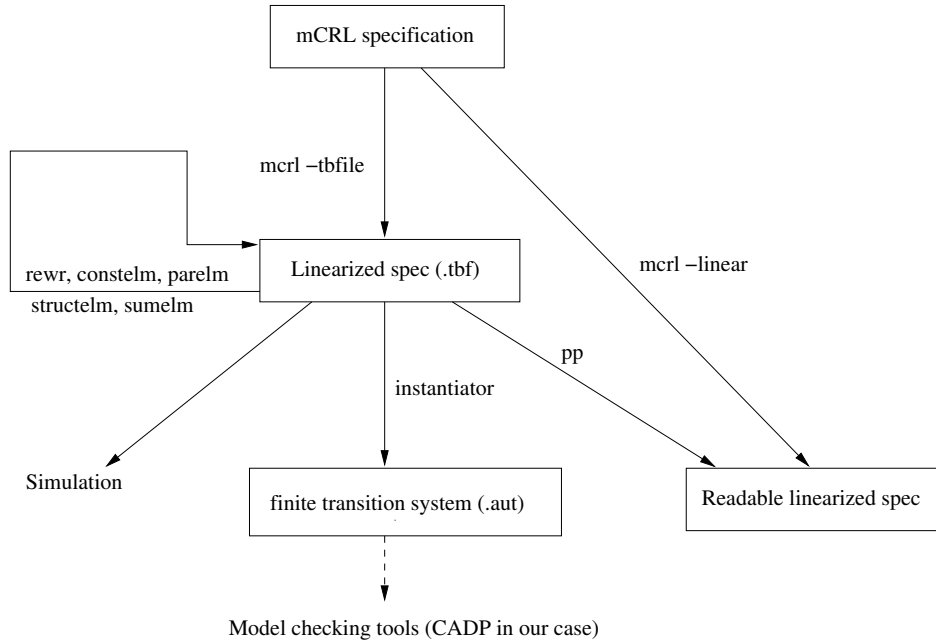 mCRL specification
mcrl −tbfile
Linearized spec (.tbf)
mcrl −linear
rewr, constelm, parelm
structelm, sumelm
pp
instantiator
Simulation
finite transition system (.aut)
Readable linearized spec
Model checking tools (CADP in our case)